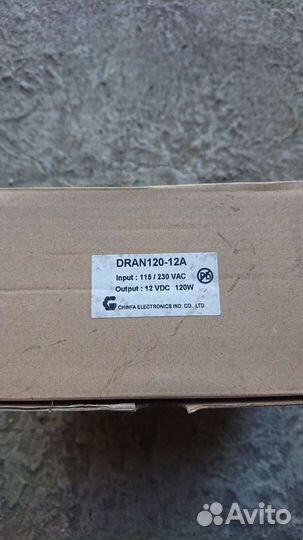 DRAN120-12A
Input : 115 / 230 VAC
Output : 12 VDC 120W
CHINFA ELECTRONICS IND. CO., LTD.
Avito